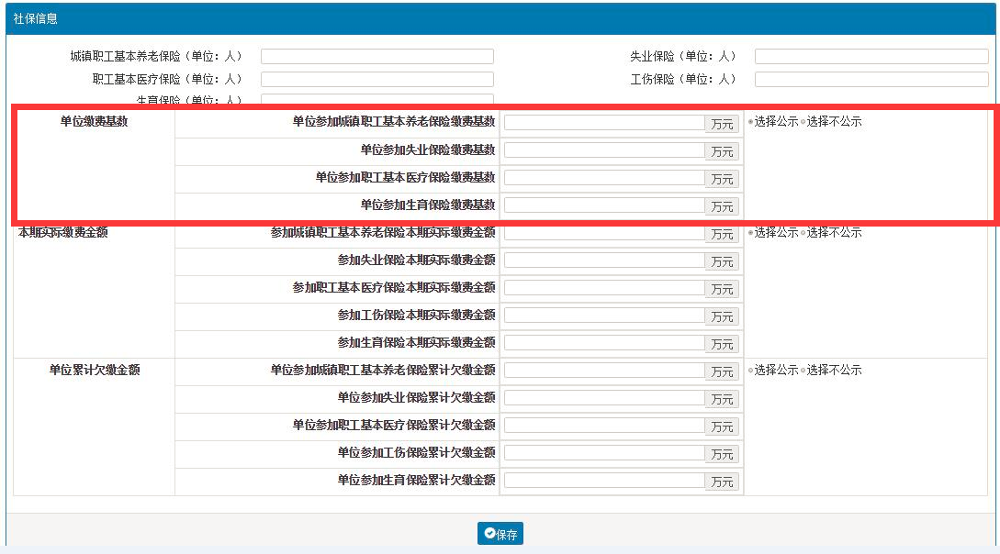 社保信息
城镇职工基本养老保险（单位：人） 失业保险（单位：人）
职工基本医疗保险（单位：人） 工伤保险（单位：人）
生育保险（单位：人）
单位缴费基数 单位参加城镇职工基本养老保险缴费基数 万元 选择公示 选择不公示
单位参加失业保险缴费基数 万元
单位参加职工基本医疗保险缴费基数 万元
单位参加生育保险缴费基数 万元
本期实际缴费金额 参加城镇职工基本养老保险本期实际缴费金额 万元 选择公示 选择不公示
参加失业保险本期实际缴费金额 万元
参加职工基本医疗保险本期实际缴费金额 万元
参加工伤保险本期实际缴费金额 万元
参加生育保险本期实际缴费金额 万元
单位累计欠缴金额 单位参加城镇职工基本养老保险累计欠缴金额 万元 选择公示 选择不公示
单位参加失业保险累计欠缴金额 万元
单位参加职工基本医疗保险累计欠缴金额 万元
单位参加工伤保险累计欠缴金额 万元
单位参加生育保险累计欠缴金额 万元
保存